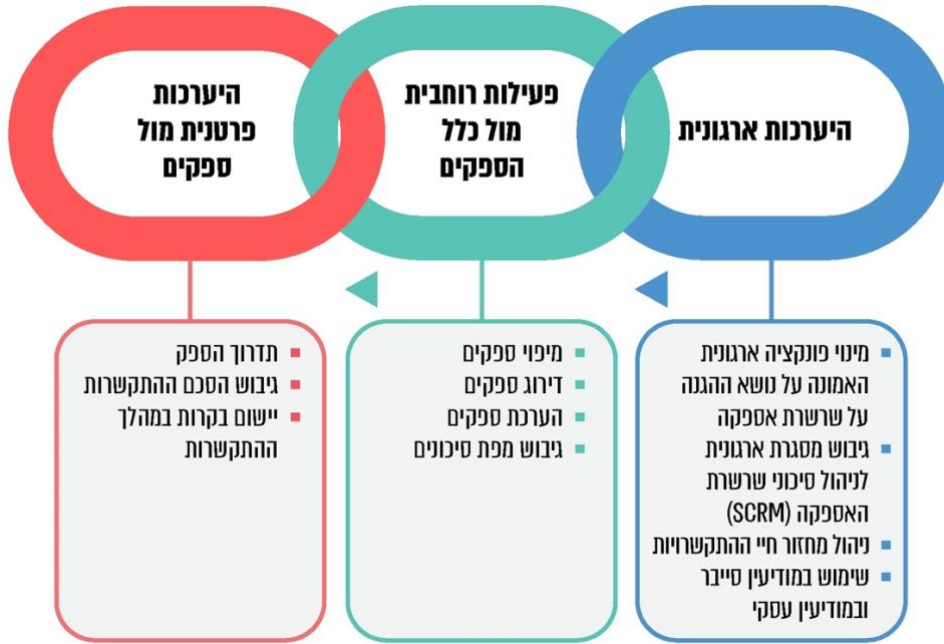 היערכות ארגונית
פעילות רוחבית
מול כלל
הספקים
היערכות
פרטנית מול
ספקים
מינוי פונקציה ארגונית
האמונה על נושא ההגנה
על שרשרת אספקה
גיבוש מסגרת ארגונית
לניהול סיכוני שרשרת
האספקה (SCRM)
ניהול מחזור חיי ההתקשרויות
שימוש במודיעין סייבר
ובמודיעין עסקי
מיפוי ספקים
דירוג ספקים
הערכת ספקים
גיבוש מפת סיכונים
תדרוך הספק
גיבוש הסכם ההתקשרות
יישום בקרות במהלך
ההתקשרות